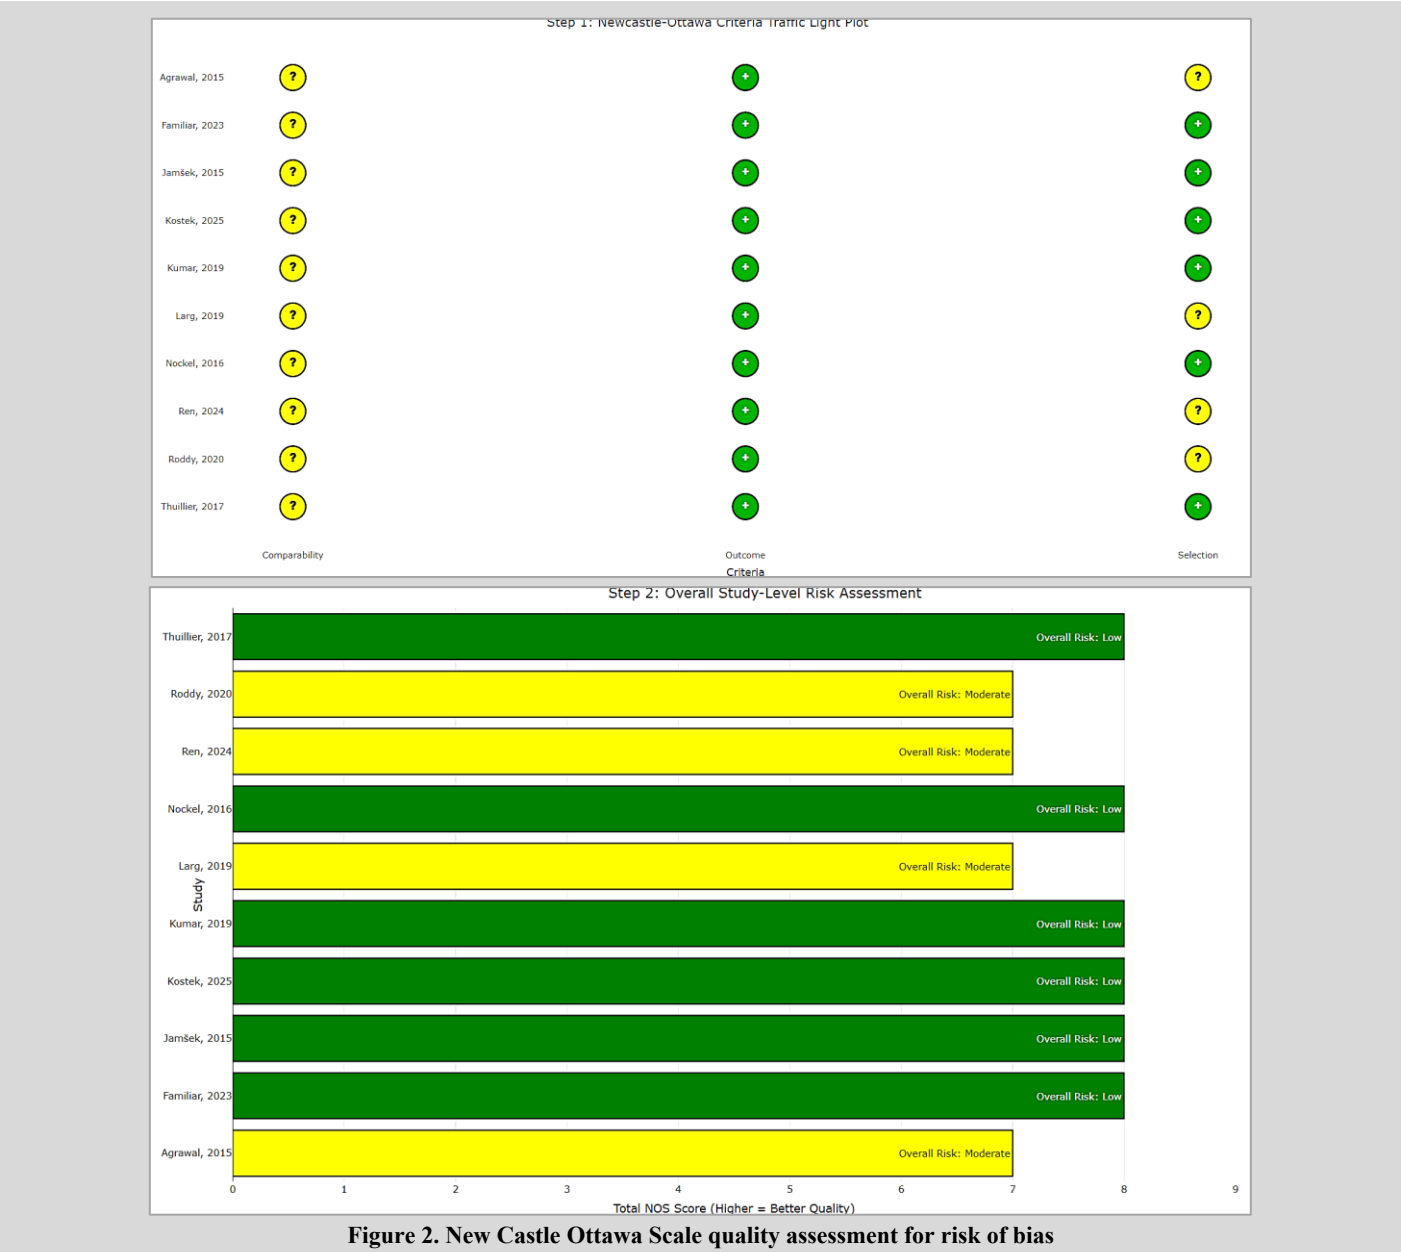 Step 1: Newcastle-Ottawa Criteria Traffic Light Plot
Agrawal, 2015 ? + ?
Familiar, 2023 ? + +
Jamšek, 2015 ? + +
Kostek, 2025 ? + +
Kumar, 2019 ? + +
Larg, 2019 ? + ?
Nockel, 2016 ? + +
Ren, 2024 ? + ?
Roddy, 2020 ? + ?
Thuillier, 2017 ? + +
Comparability Outcome Selection
Criteria
Step 2: Overall Study-Level Risk Assessment
Thuillier, 2017 Overall Risk: Low
Roddy, 2020 Overall Risk: Moderate
Ren, 2024 Overall Risk: Moderate
Nockel, 2016 Overall Risk: Low
Larg, 2019 Overall Risk: Moderate
Study
Kumar, 2019 Overall Risk: Low
Kostek, 2025 Overall Risk: Low
Jamšek, 2015 Overall Risk: Low
Familiar, 2023 Overall Risk: Low
Agrawal, 2015 Overall Risk: Moderate
0 1 2 3 4 5 6 7 8 9
Total NOS Score (Higher = Better Quality)
Figure 2. New Castle Ottawa Scale quality assessment for risk of bias